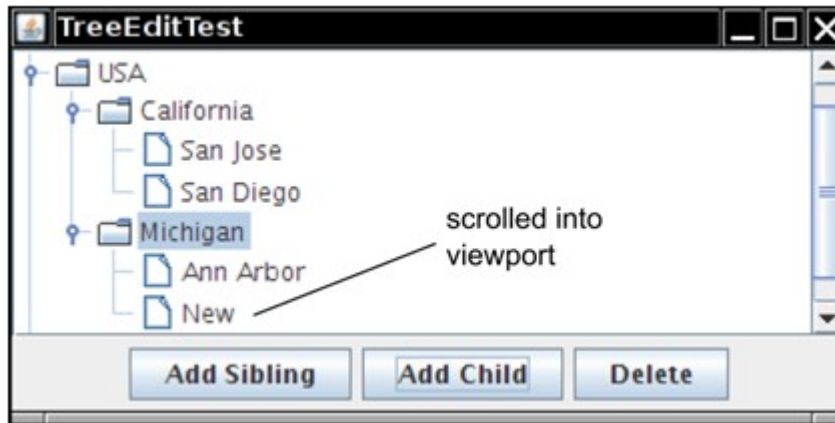 TreeEditTest
USA
California
San Jose
San Diego
Michigan
scrolled into
viewport
Ann Arbor
New
Add Sibling Add Child Delete